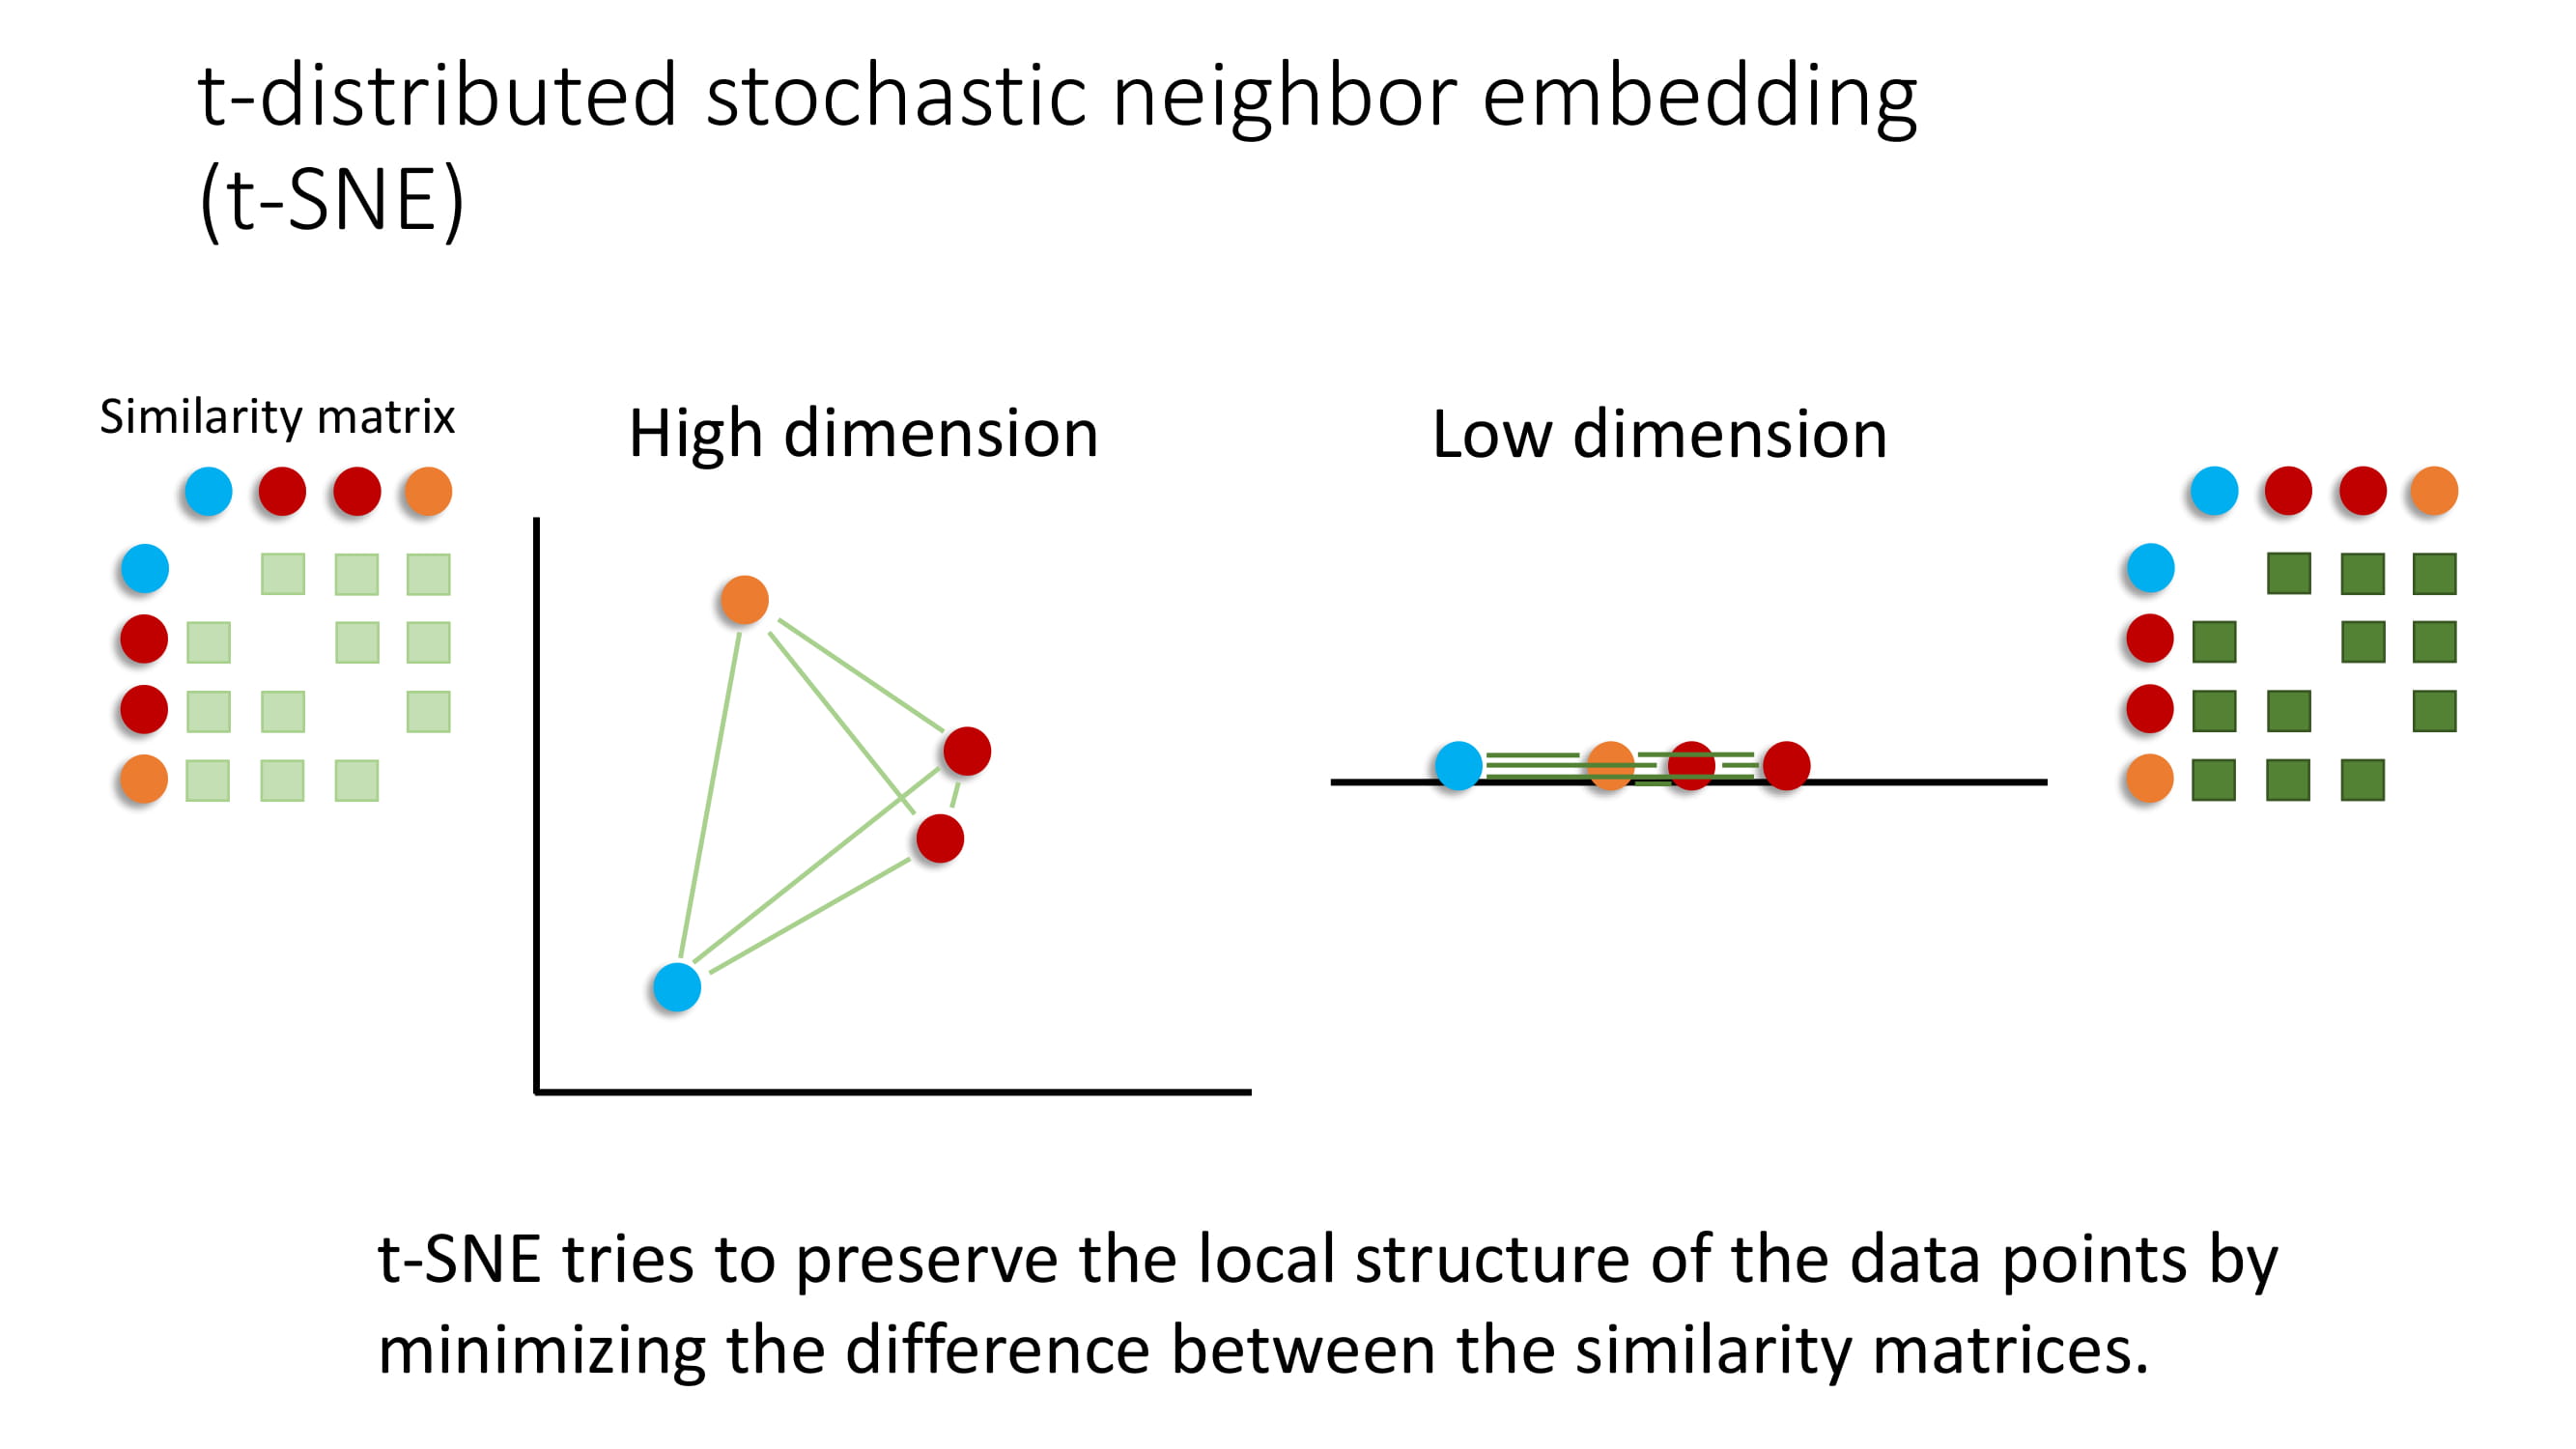 t-distributed stochastic neighbor embedding
(t-SNE)
Similarity matrix
High dimension
Low dimension
t-SNE tries to preserve the local structure of the data points by
minimizing the difference between the similarity matrices.